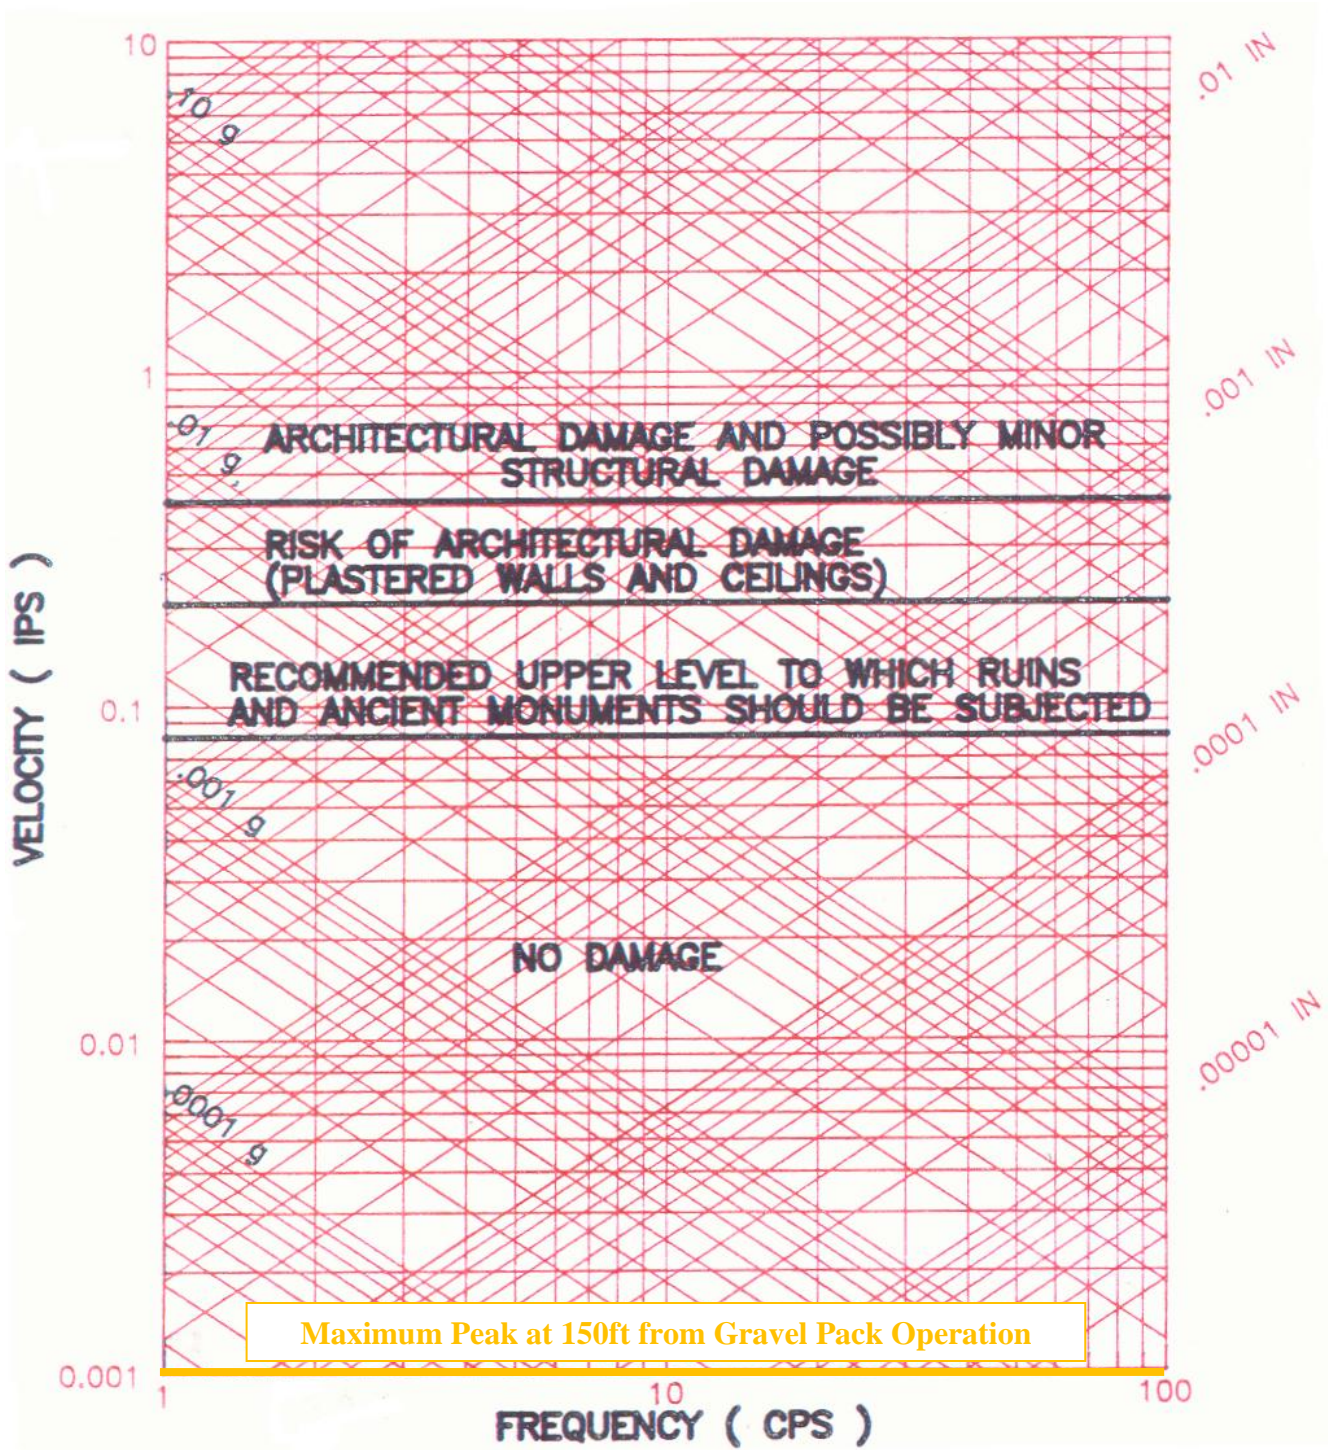 10
.10 g
.01 IN
1
.001 IN
.01 g
ARCHITECTURAL DAMAGE AND POSSIBLY MINOR
STRUCTURAL DAMAGE
RISK OF ARCHITECTURAL DAMAGE
(PLASTERED WALLS AND CEILINGS)
RECOMMENDED UPPER LEVEL TO WHICH RUINS
AND ANCIENT MONUMENTS SHOULD BE SUBJECTED
0.1
.0001 IN
.001 g
VELOCITY ( IPS )
NO DAMAGE
0.01
.00001 IN
.0001 g
Maximum Peak at 150ft from Gravel Pack Operation
0.001
1
10
100
FREQUENCY ( CPS )